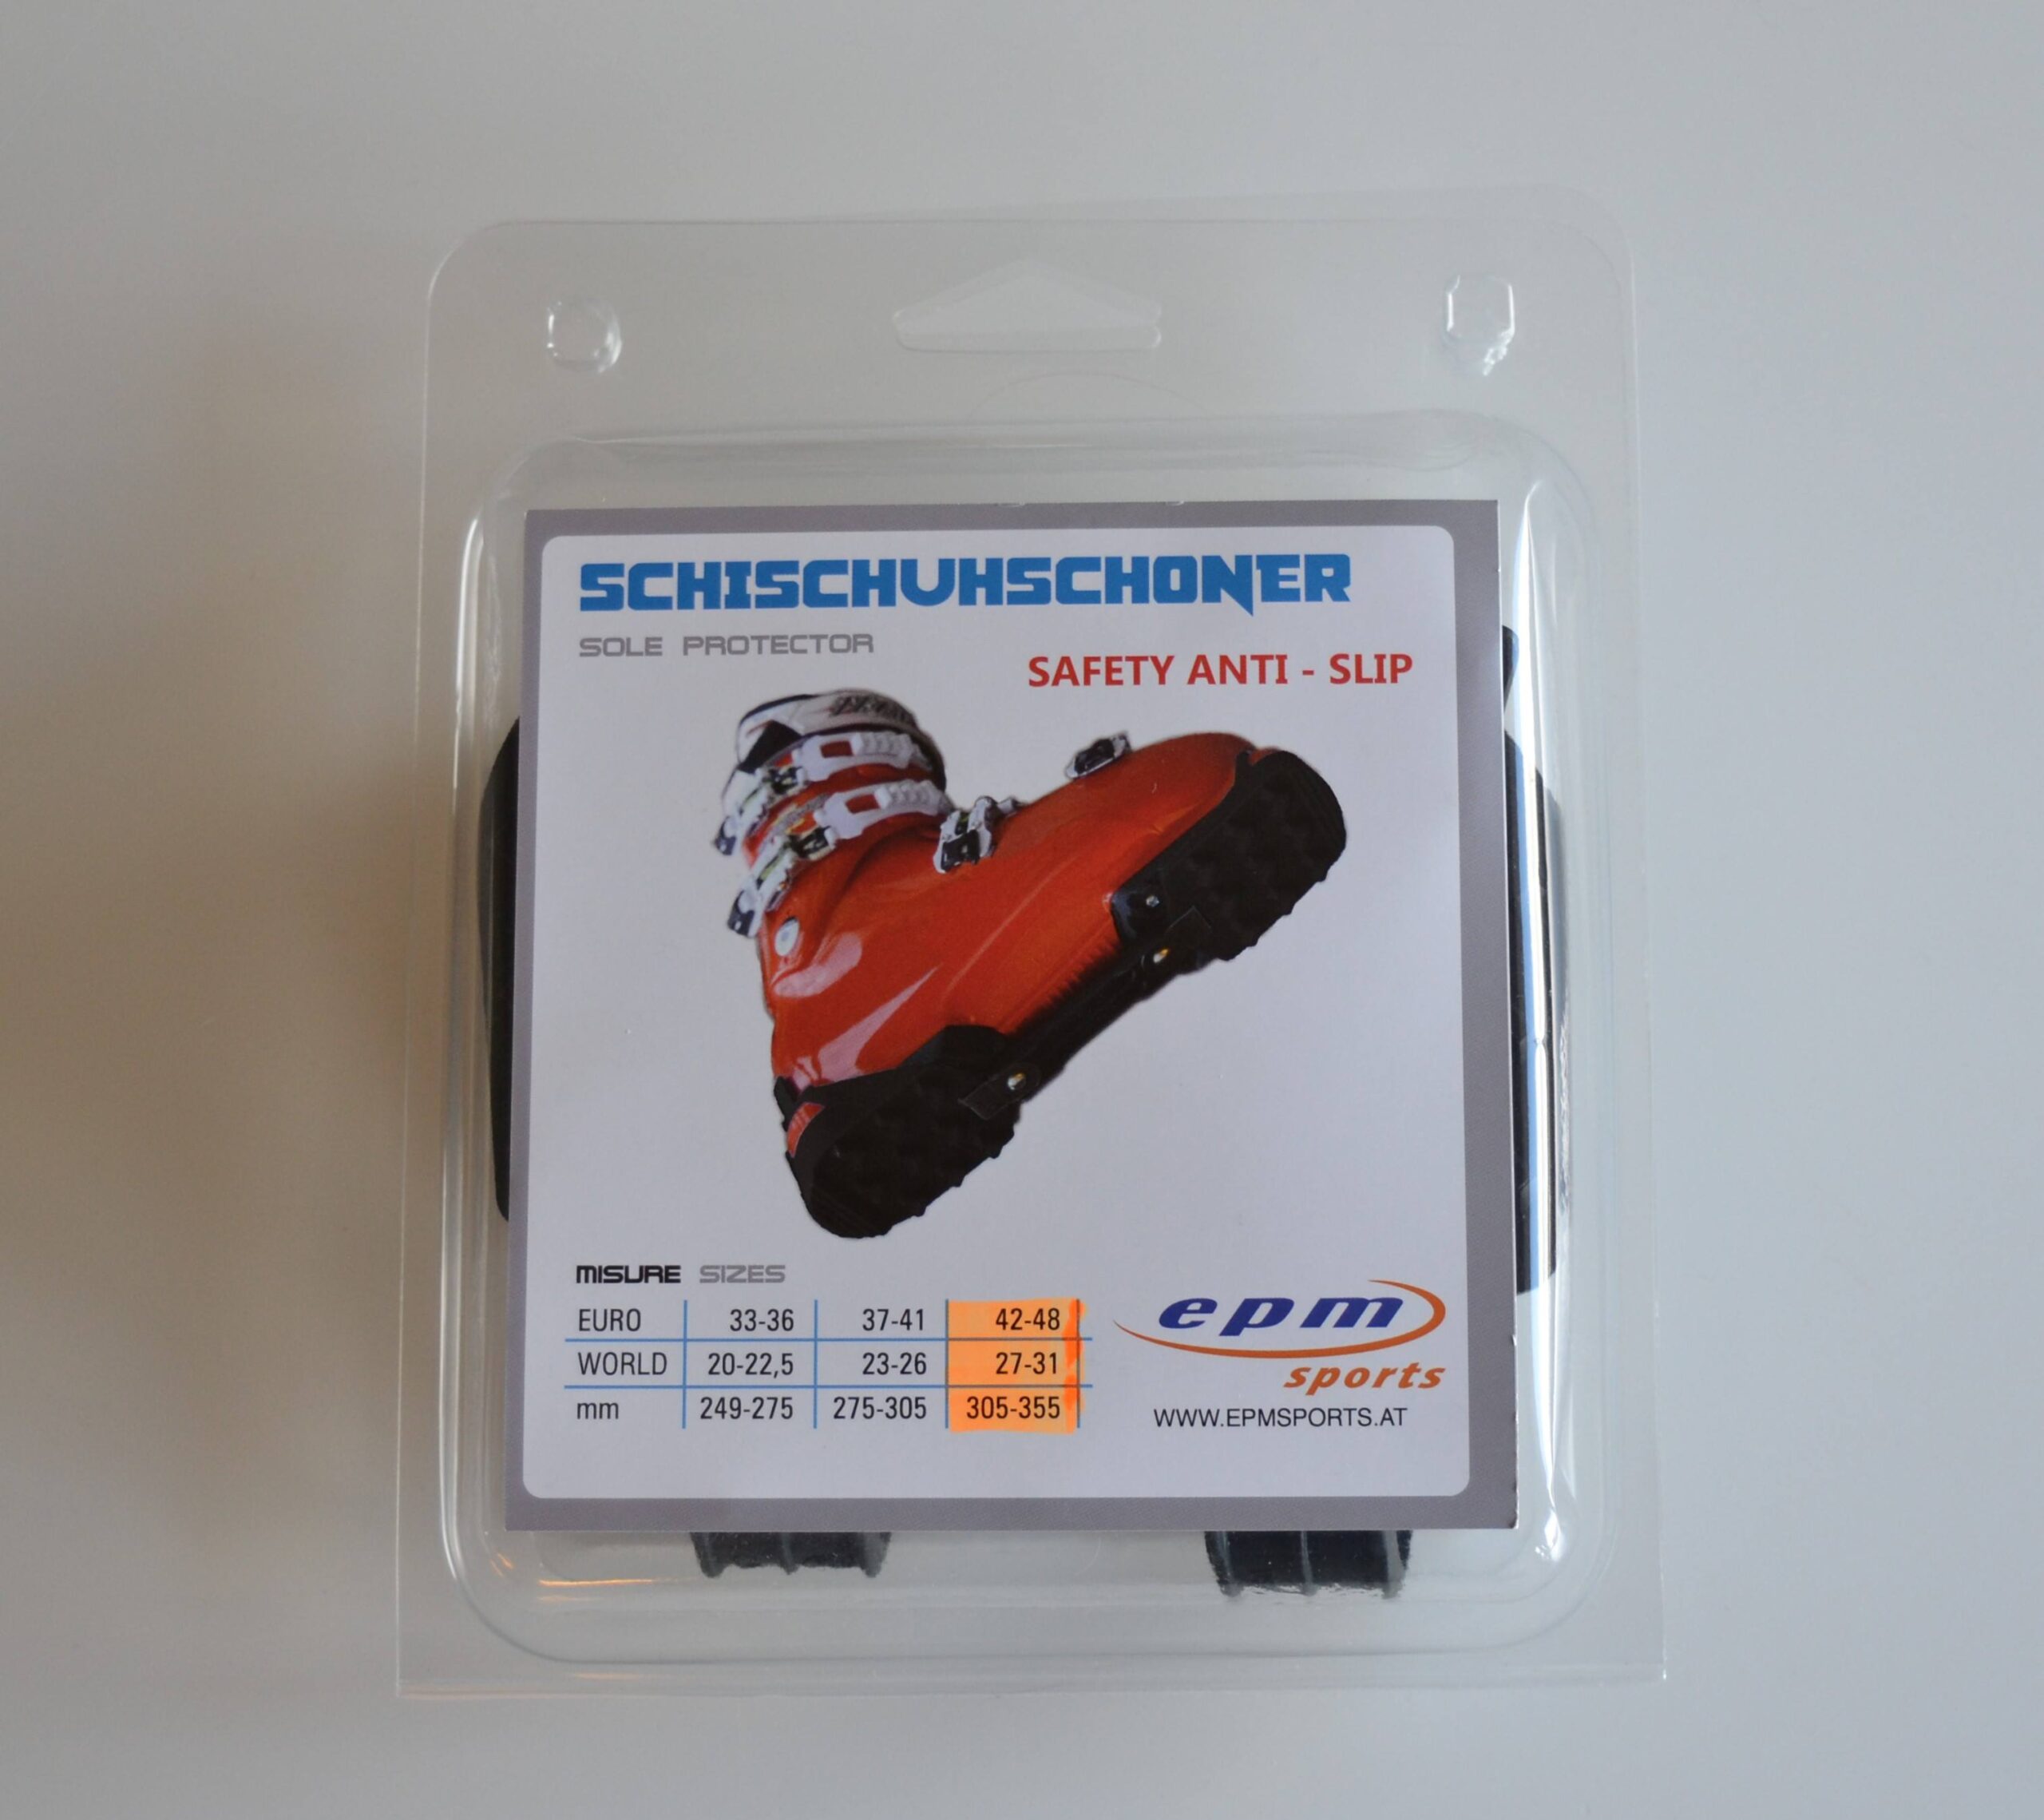 SCHISCHUHSCHONER
SOLE PROTECTOR
SAFETY ANTI - SLIP
MISURE SIZES
EURO 33-36 37-41 42-48
WORLD 20-22,5 23-26 27-31
mm 249-275 275-305 305-355
epm
sports
WWW.EPMSPORTS.AT